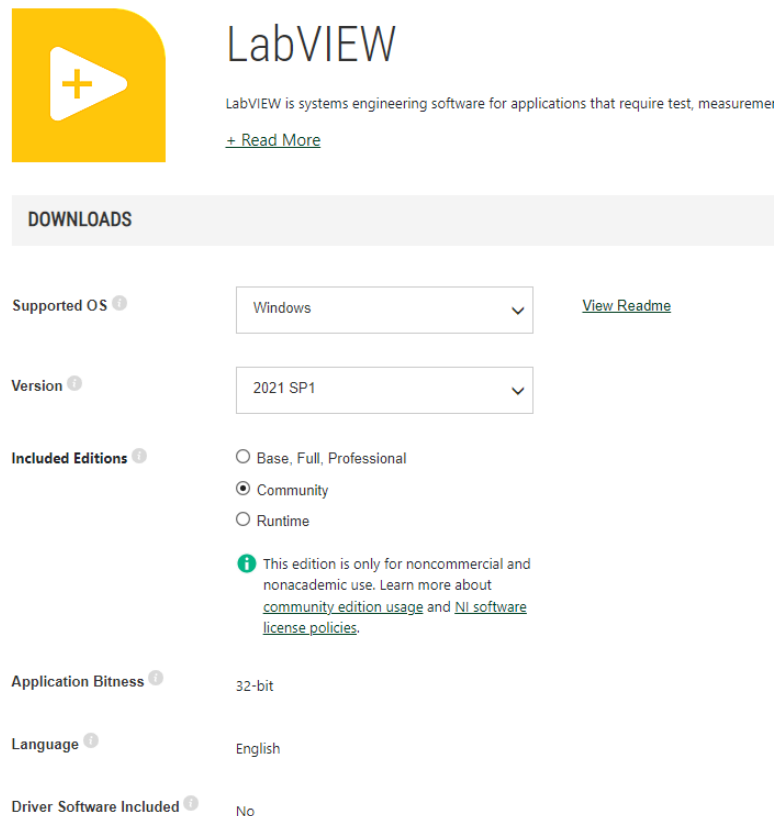 LabVIEW
LabVIEW is systems engineering software for applications that require test,
+ Read More
DOWNLOADS
Supported OS
Windows
View Readme
Version
2021 SP1
Included Editions
Base, Full, Professional
Community
Runtime
This edition is only for noncommercial and
nonacademic use. Learn more about
community edition usage and NI software
license policies.
Application Bitness
32-bit
Language
English
Driver Software Included
No